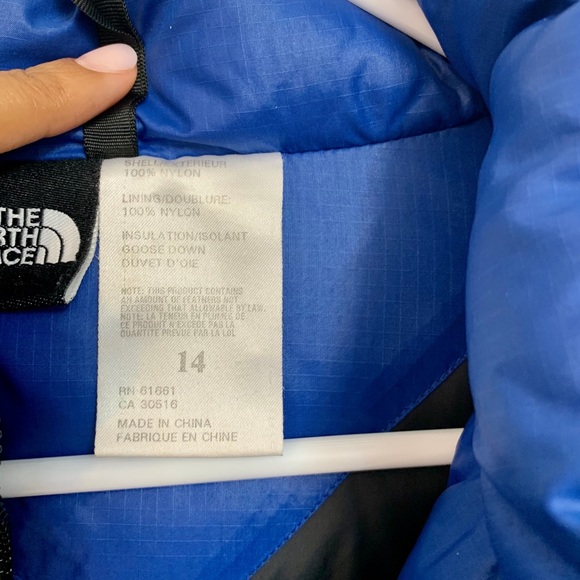 THE
NORTH
FACE
SHELL/EXTERIEUR
100% NYLON
LINING/DOUBLURE:
100% NYLON
INSULATION/ISOLANT
GOOSE DOWN
DUVET D'OIE
NOTE: THIS PRODUCT CONTAINS
AN AMOUNT OF FEATHERS NOT
EXCEEDING THAT ALLOWABLE BY LAW.
NOTE: LA TENEUR EN PLUMES DE
CE PRODUIT N'EXCEDE PAS LA
QUANTITE PREVUE PAR LA LOI.
14
RN 61661
CA 30516
MADE IN CHINA
FABRIQUE EN CHINE